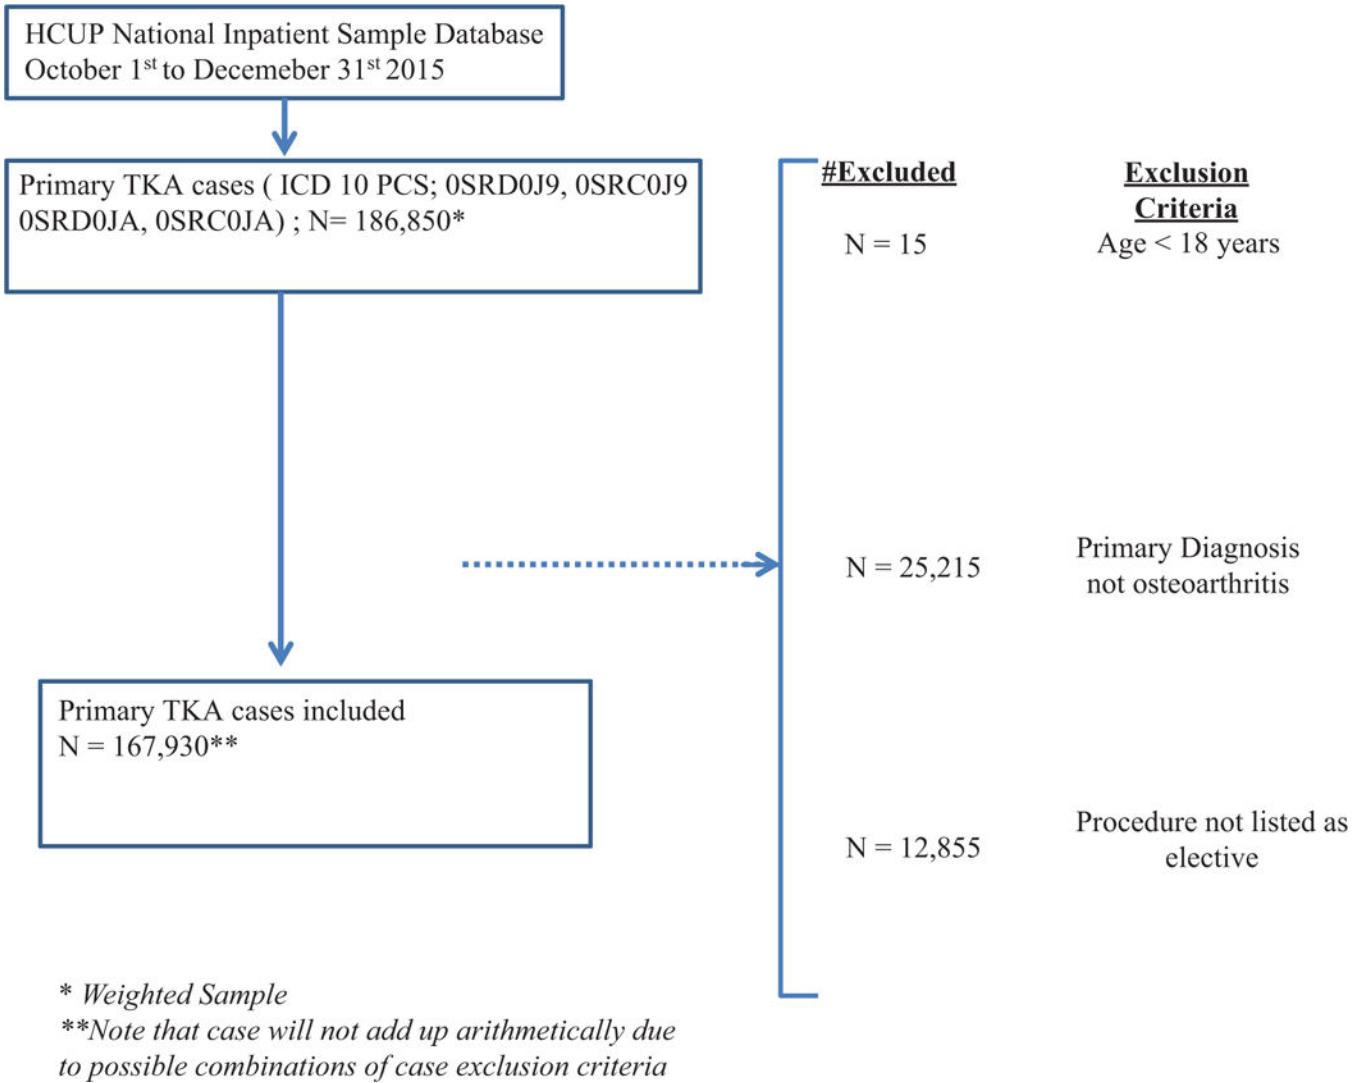 HCUP National Inpatient Sample Database
October 1st to Decemeber 31st 2015
Primary TKA cases ( ICD 10 PCS; 0SRD0J9, 0SRC0J9
0SRD0JA, 0SRC0JA) ; N= 186,850*
#Excluded
Exclusion
Criteria
N = 15
Age < 18 years
N = 25,215
Primary Diagnosis
not osteoarthritis
Primary TKA cases included
N = 167,930**
N = 12,855
Procedure not listed as
elective
* Weighted Sample
**Note that case will not add up arithmetically due
to possible combinations of case exclusion criteria